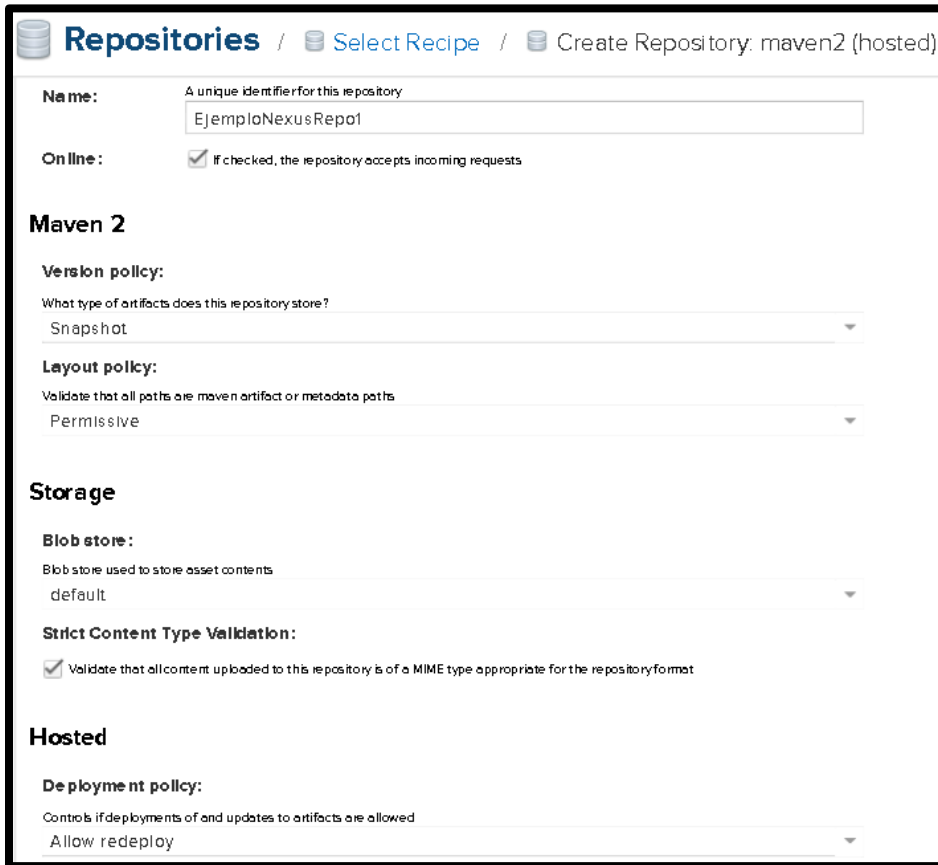 Repositories / Select Recipe / Create Repository: maven2 (hosted)
Name: A unique identifier for this repository
EjemploNexusRepo1
Online: If checked, the repository accepts incoming requests
Maven 2
Version policy:
What type of artifacts does this repository store?
Snapshot
Layout policy:
Validate that all paths are maven artifact or metadata paths
Permissive
Storage
Blob store:
Blob store used to store asset contents
default
Strict Content Type Validation:
Validate that all content uploaded to this repository is of a MIME type appropriate for the repository format
Hosted
Deployment policy:
Controls if deployments of and updates to artifacts are allowed
Allow redeploy